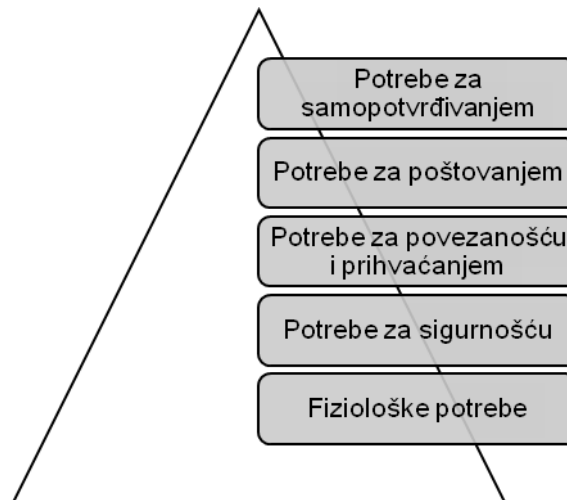 Potrebe za
samopotvrđivanjem
Potrebe za poštovanjem
Potrebe za povezanošću
i prihvaćanjem
Potrebe za sigurnošću
Fiziološke potrebe